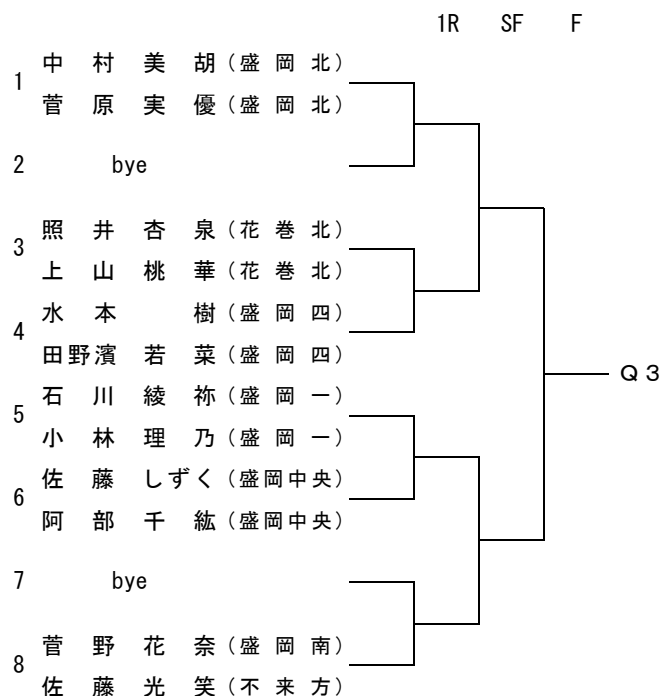 1R SF F
1
中村美胡(盛岡北)
菅原実優(盛岡北)
2 bye
3
照井杏泉(花巻北)
上山桃華(花巻北)
4
水本 樹(盛岡四)
田野濱若菜(盛岡四)
5
石川綾祢(盛岡一)
小林理乃(盛岡一)
6
佐藤しずく(盛岡中央)
阿部千紘(盛岡中央)
7 bye
8
菅野花奈(盛岡南)
佐藤光笑(不来方)
Q3